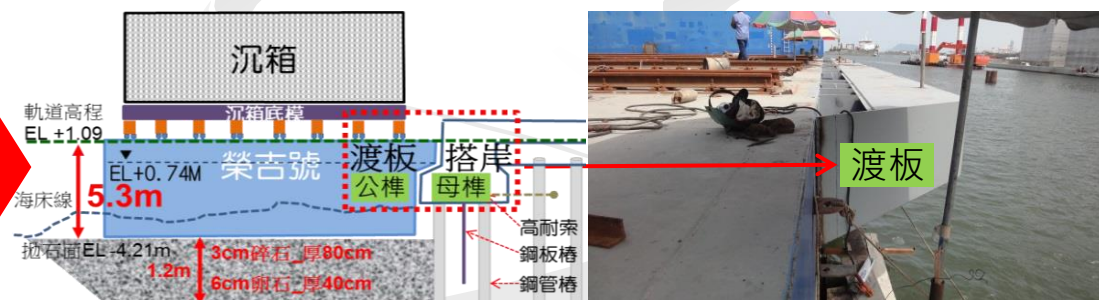 沉箱
沉箱底模
軌道高程
EL +1.09
EL+0.74M
榮吉號
渡板
搭岸
公榫
母榫
5.3m
海床線
高耐索
拋石面EL -4.21m
鋼板樁
1.2m
3cm碎石_厚80cm
6cm卵石_厚40cm
鋼管樁
渡板